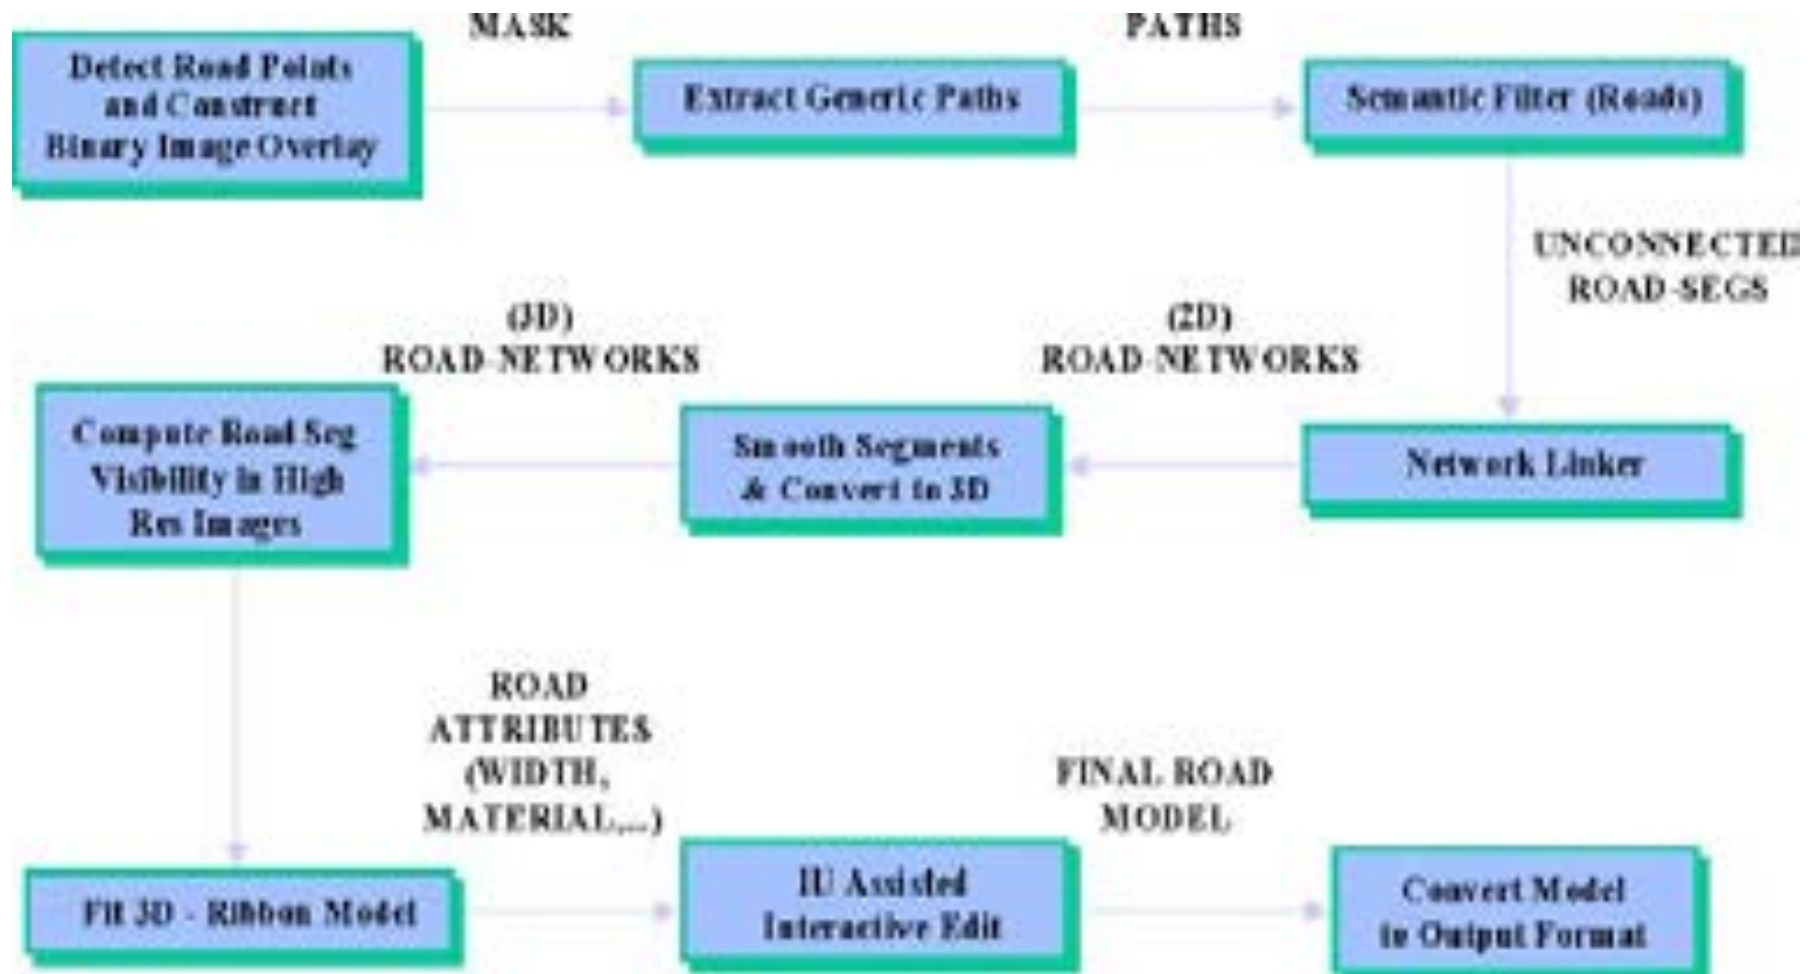 MASK
PATHS
Detect Road Points
and Construct
Binary Image Overlay
Extract Generic Paths
Semantic Filter (Roads)
UNCONNECTED
ROAD-SEGS
(3D)
ROAD-NETWORKS
(2D)
ROAD-NETWORKS
Compute Road Seg
Visibility in High
Res Images
Smooth Segments
& Convert to 3D
Network Linker
ROAD
ATTRIBUTES
(WIDTH,
MATERIAL,...)
FINAL ROAD
MODEL
Fit 3D - Ribbon Model
IU Assisted
Interactive Edit
Convert Model
to Output Format